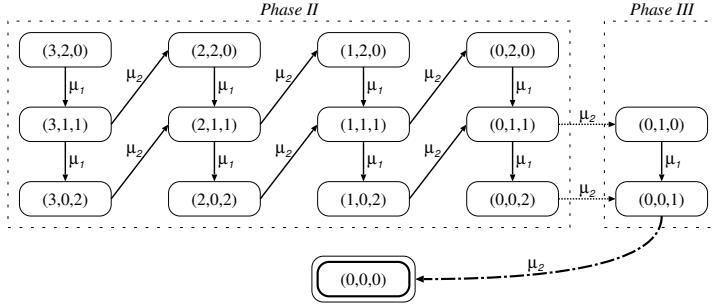 Phase II Phase III
(3,2,0) (2,2,0) (1,2,0) (0,2,0)
μ1 μ2 μ1 μ2 μ1 μ2 μ1
(3,1,1) (2,1,1) (1,1,1) (0,1,1) μ2 (0,1,0)
μ1 μ2 μ1 μ2 μ1 μ2 μ1 μ1
(3,0,2) (2,0,2) (1,0,2) (0,0,2) μ2 (0,0,1)
μ2
(0,0,0)